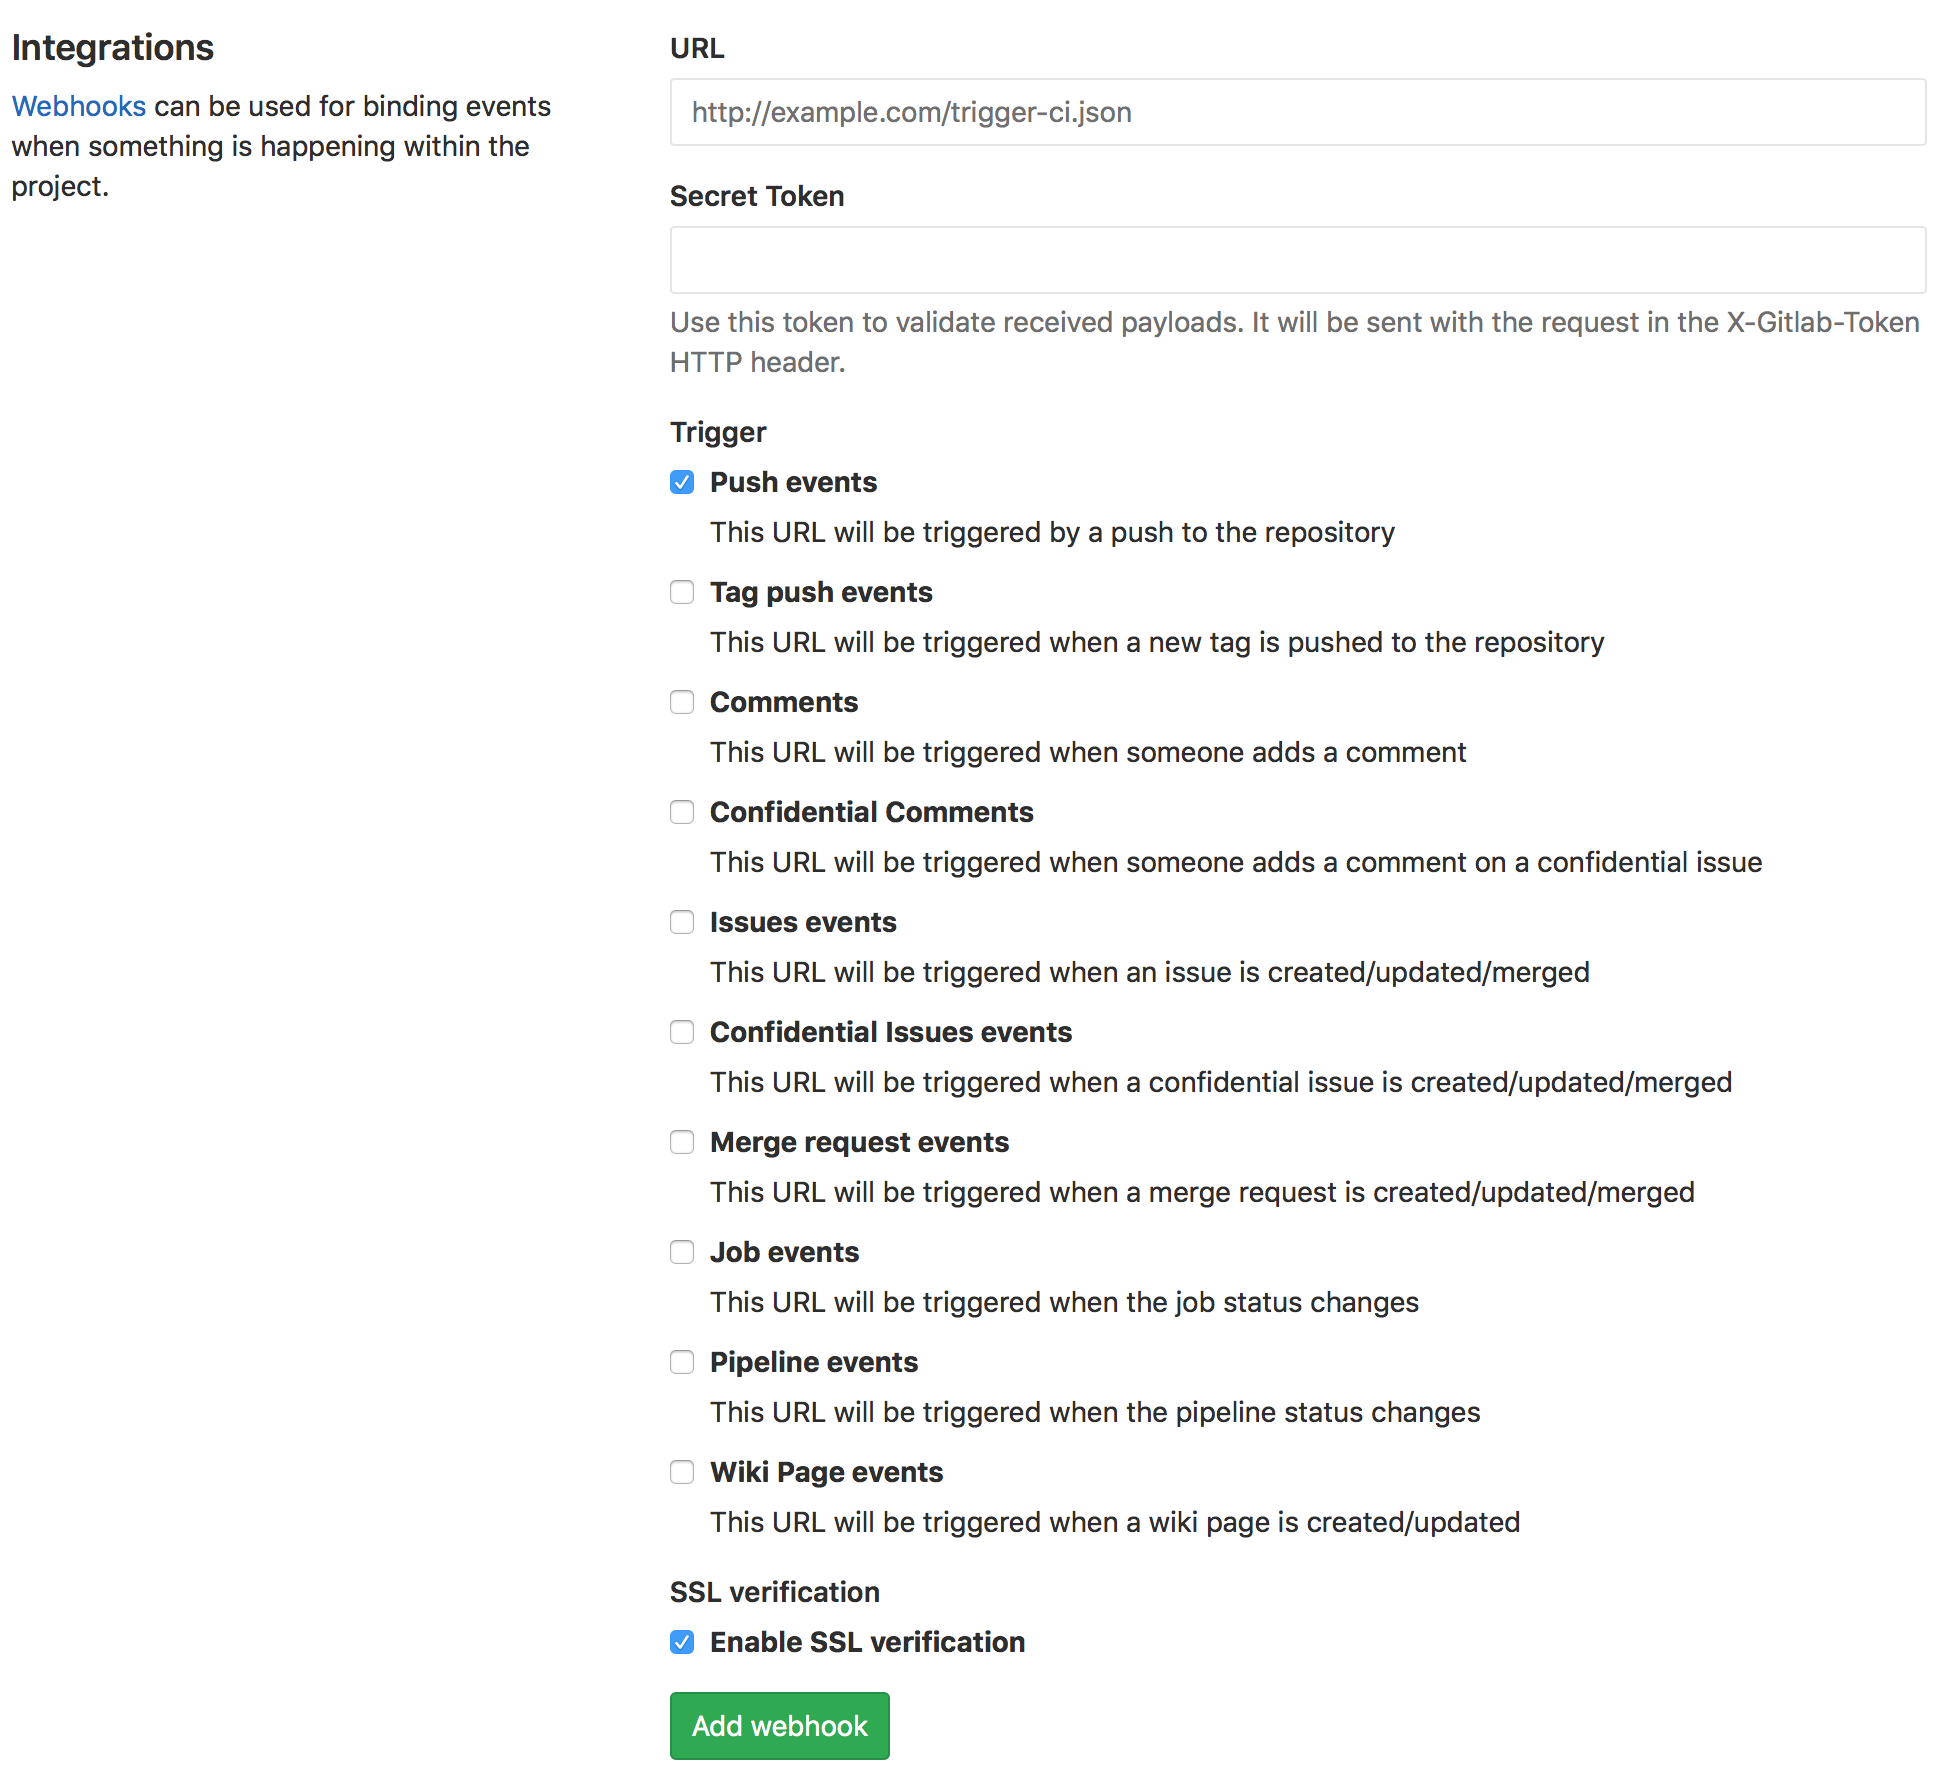 Integrations
Webhooks can be used for binding events
when something is happening within the
project.
URL
http://example.com/trigger-ci.json
Secret Token
Use this token to validate received payloads. It will be sent with the request in the X-Gitlab-Token
HTTP header.
Trigger
Push events
This URL will be triggered by a push to the repository
Tag push events
This URL will be triggered when a new tag is pushed to the repository
Comments
This URL will be triggered when someone adds a comment
Confidential Comments
This URL will be triggered when someone adds a comment on a confidential issue
Issues events
This URL will be triggered when an issue is created/updated/merged
Confidential Issues events
This URL will be triggered when a confidential issue is created/updated/merged
Merge request events
This URL will be triggered when a merge request is created/updated/merged
Job events
This URL will be triggered when the job status changes
Pipeline events
This URL will be triggered when the pipeline status changes
Wiki Page events
This URL will be triggered when a wiki page is created/updated
SSL verification
Enable SSL verification
Add webhook